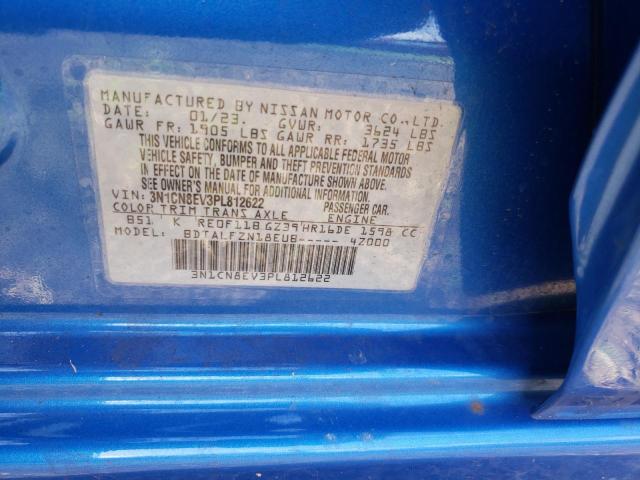 MANUFACTURED BY NISSAN MOTOR CO.,LTD.
DATE: 01/23. GVWR: 3624 LBS
GAWR FR: 1905 LBS GAWR RR: 1735 LBS
THIS VEHICLE CONFORMS TO ALL APPLICABLE FEDERAL MOTOR
VEHICLE SAFETY, BUMPER AND THEFT PREVENTION STANDARDS
IN EFFECT ON THE DATE OF MANUFACTURE SHOWN ABOVE.
SEE OWNER'S MANUAL FOR ADDITIONAL INFORMATION.
VIN: 3N1CN8EV3PL812622 PASSENGER CAR.
COLOR TRIM TRANS AXLE ENGINE
B51 K RE0F11B GZ39 HR16DE 1598 CC
MODEL: BDTALFZN18EUB----- 4Z000
3N1CN8EV3PL812622